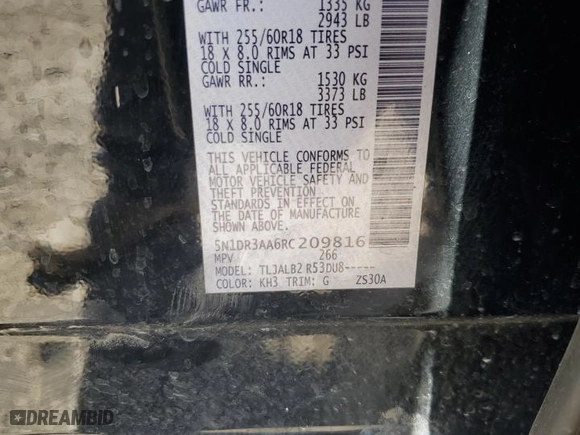 GAWR FR.: 1335 KG
2943 LB
WITH 255/60R18 TIRES
18 X 8.0 RIMS AT 33 PSI
COLD SINGLE
GAWR RR.: 1530 KG
3373 LB
WITH 255/60R18 TIRES
18 X 8.0 RIMS AT 33 PSI
COLD SINGLE
THIS VEHICLE CONFORMS TO
ALL APPLICABLE FEDERAL
MOTOR VEHICLE SAFETY AND
THEFT PREVENTION
STANDARDS IN EFFECT ON
THE DATE OF MANUFACTURE
SHOWN ABOVE.
5N1DR3AA6RC209816
MPV 266
MODEL: TLJALB2 R53DU8-----
COLOR: KH3 TRIM: G ZS30A
DREAMBID